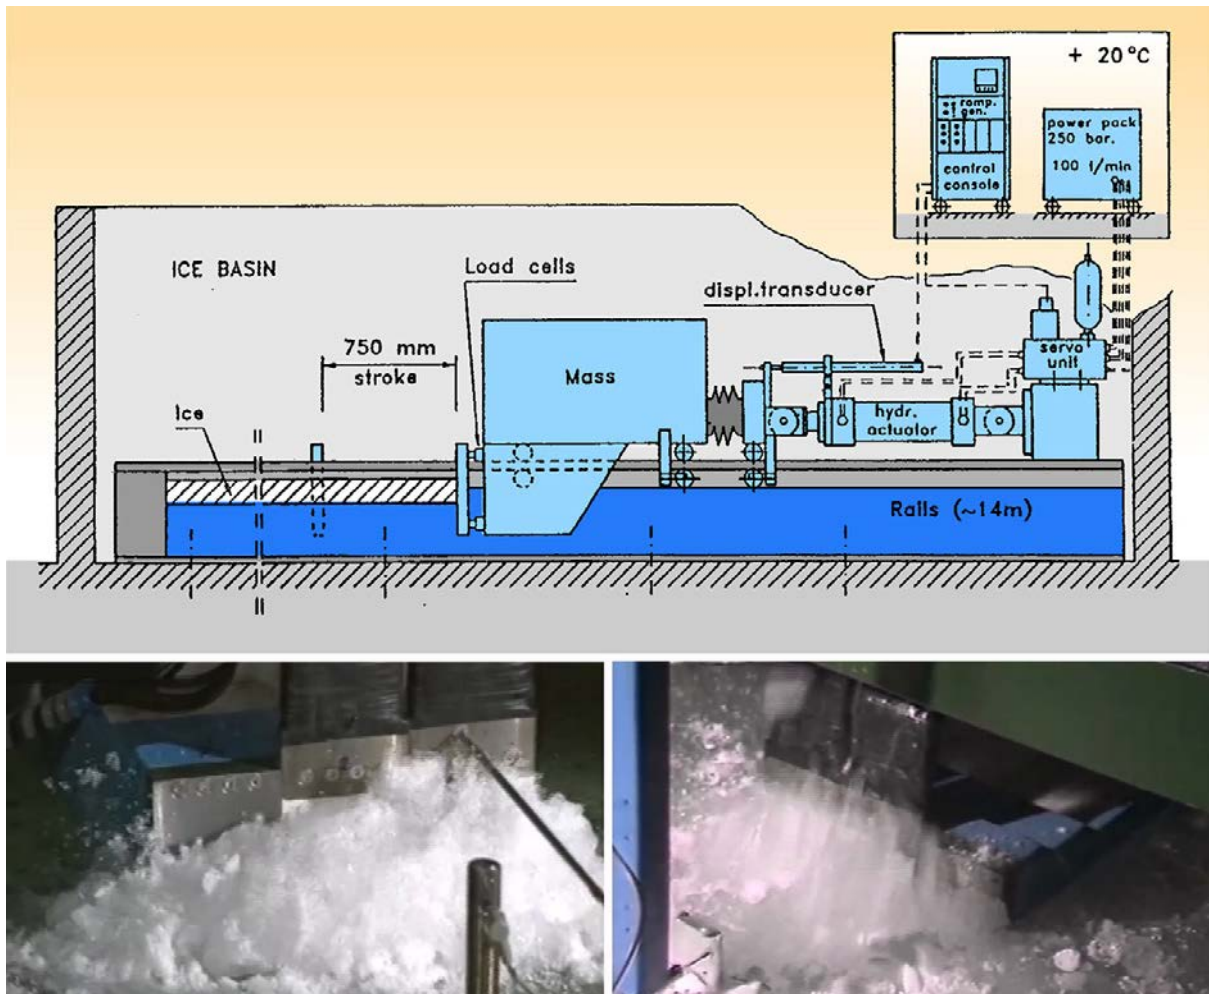 + 20°C
ramp.
gen.
control
console
power pack
250 bar.
100 l/min
ICE BASIN
Load cells
displ.transducer
750 mm
stroke
Ice
Mass
servo
unit
hydr.
actuator
Rails (~14m)